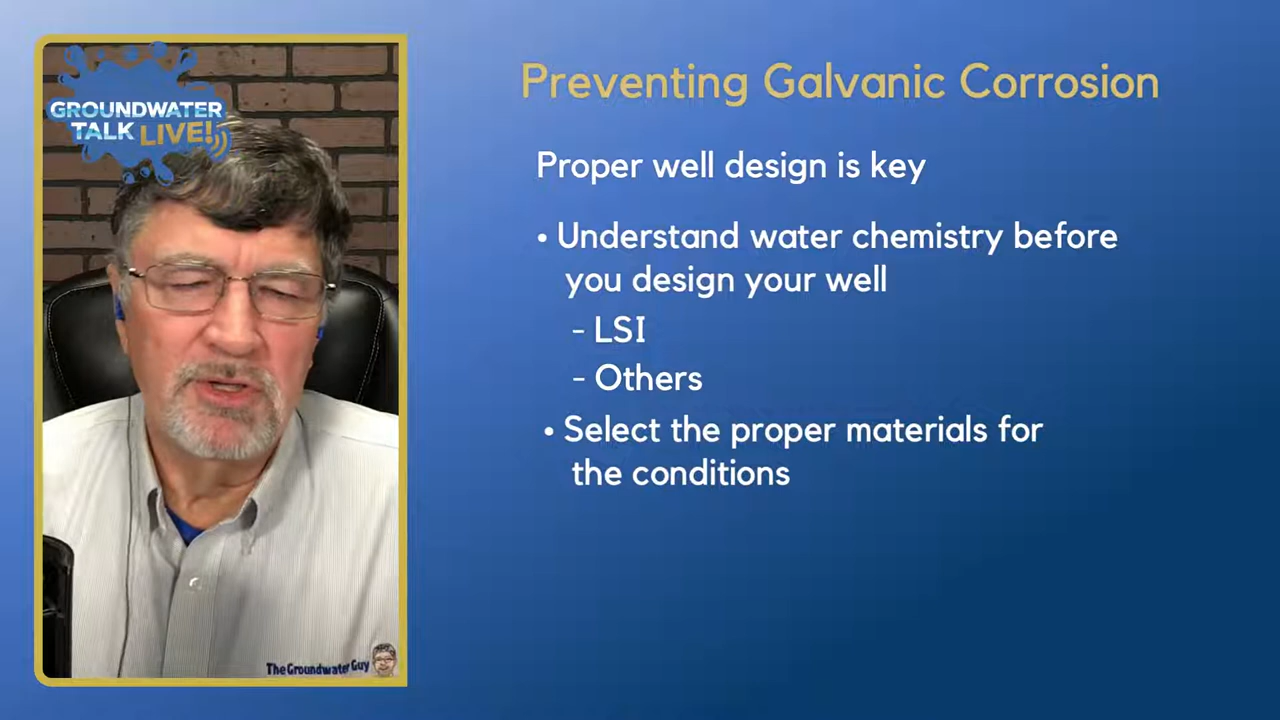 GROUNDWATER
TALK LIVE!
Preventing Galvanic Corrosion
Proper well design is key
• Understand water chemistry before
you design your well
- LSI
- Others
• Select the proper materials for
the conditions
The Groundwater Guy